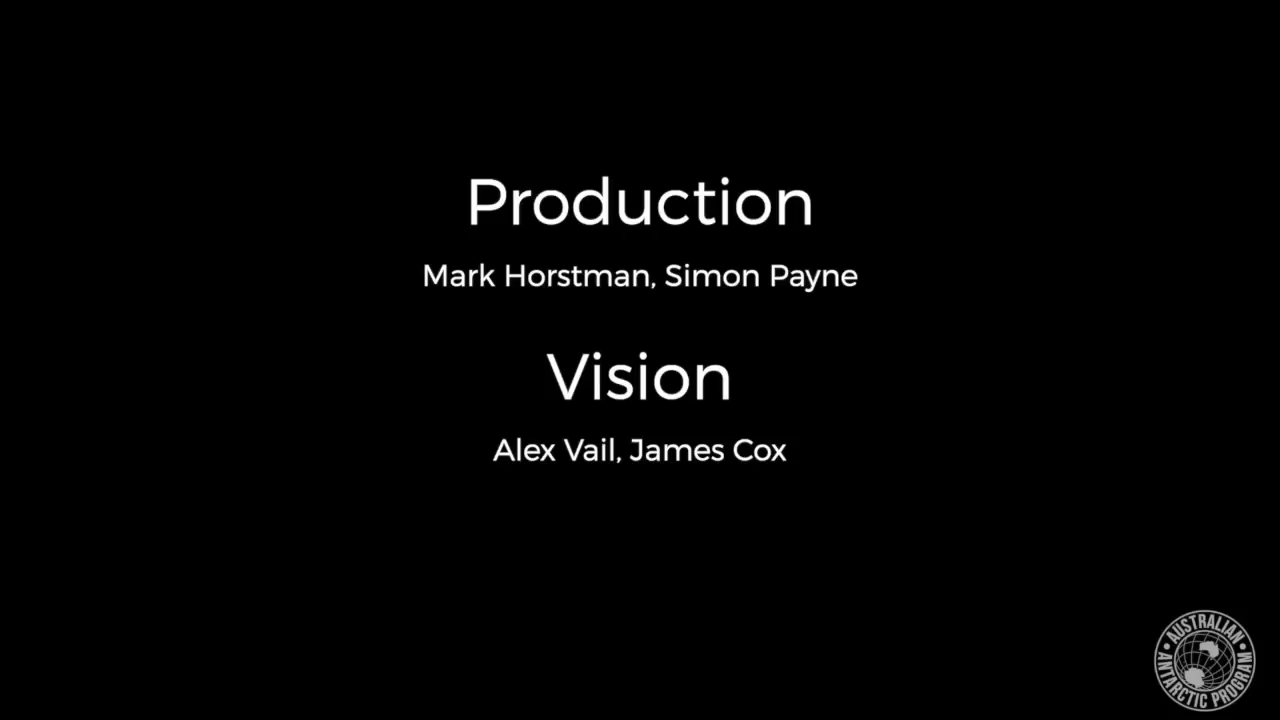 Production
Mark Horstman, Simon Payne
Vision
Alex Vail, James Cox
AUSTRALIAN
ANTARCTIC PROGRAM